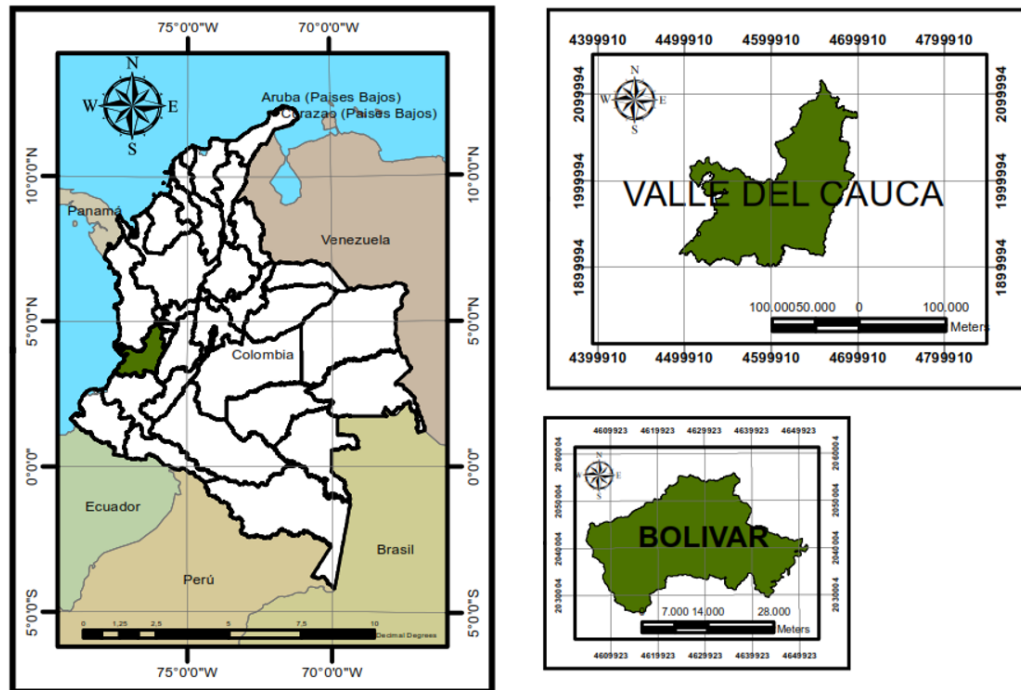 75°0'0"W 70°0'0"W
N
W E
S
Aruba (Paises Bajos)
Curazao (Paises Bajos)
10°0'0"N 10°0'0"N
Panamá
Venezuela
5°0'0"N 5°0'0"N
Colombia
0°0'0" 0°0'0"
Ecuador
Brasil
Perú
5°0'0"S 5°0'0"S
0 1,25 2,5 5 7,5 10
Decimal Degrees
75°0'0"W 70°0'0"W
4399910 4499910 4599910 4699910 4799910
N
W E
S
2099994 2099994
VALLE DEL CAUCA
1999994 1999994
1899994 1899994
100.000 50.000 0 100.000
Meters
4399910 4499910 4599910 4699910 4799910
4609923 4619923 4629923 4639923 4649923
N
W E
S
2060004 2060004
2050004 2050004
BOLIVAR
2040004 2040004
2030004 2030004
0 7.000 14.000 28.000
Meters
4609923 4619923 4629923 4639923 4649923